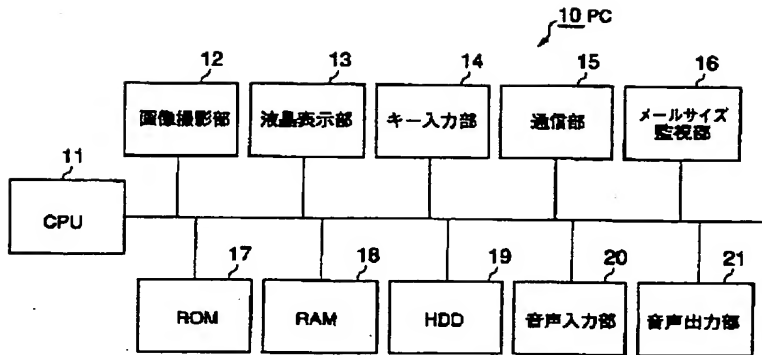 10 PC
12
13
14
15
16
画像撮影部
液晶表示部
キー入力部
通信部
メールサイズ
監視部
11
CPU
17
18
19
20
21
ROM
RAM
HDD
音声入力部
音声出力部